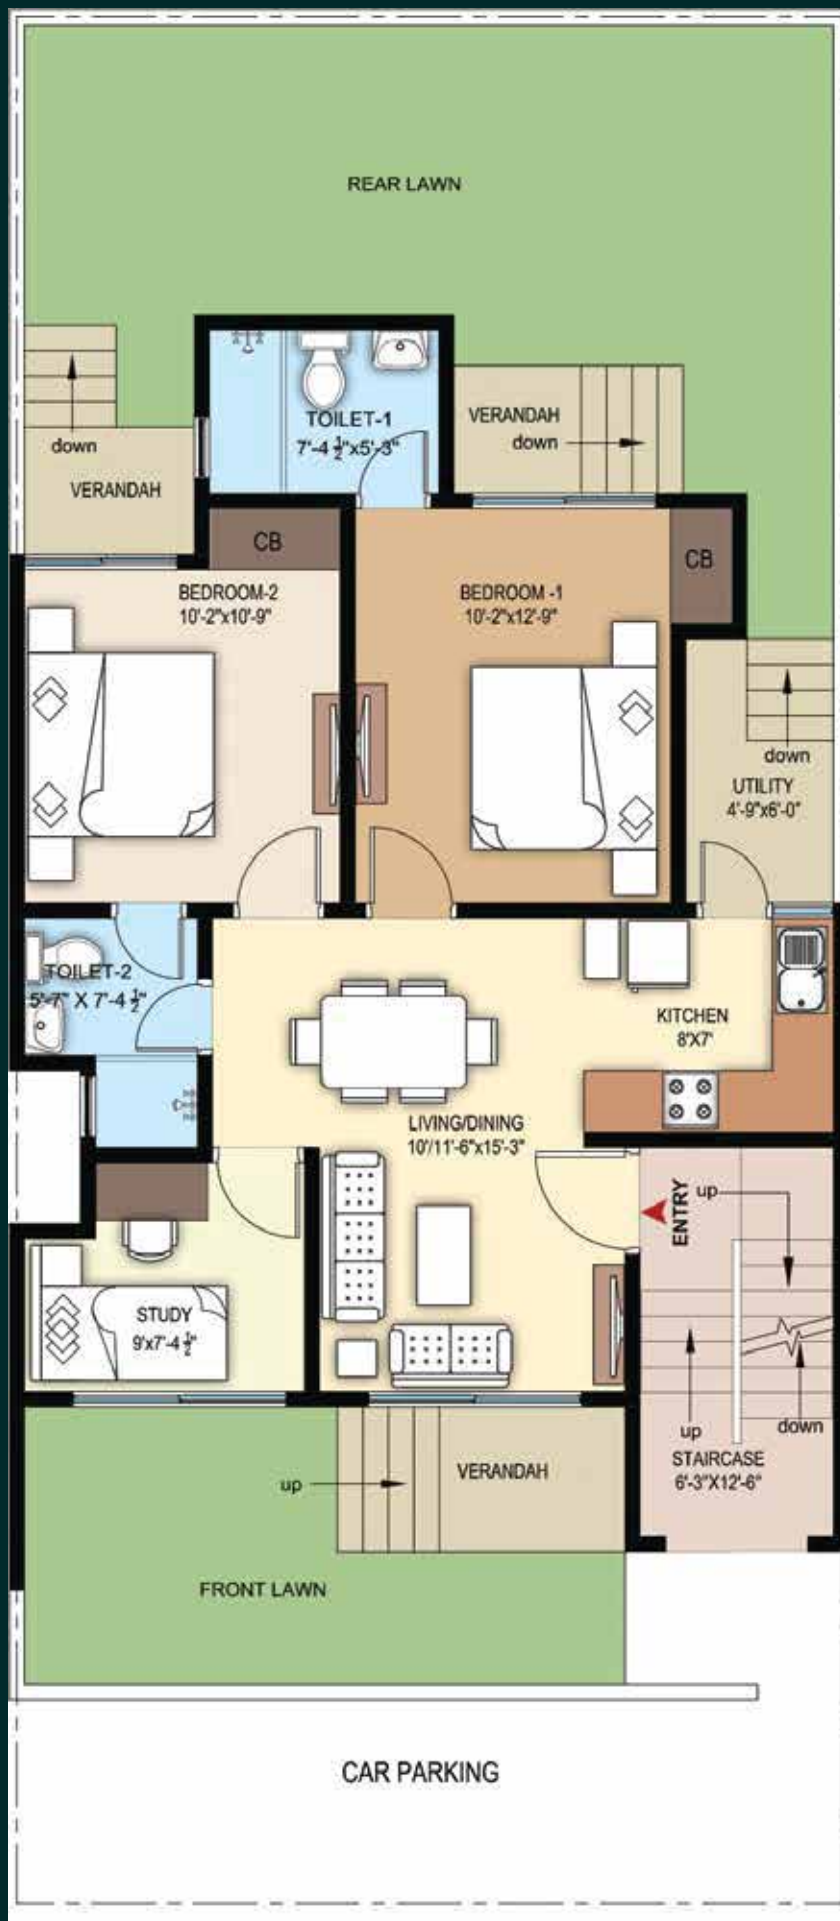 REAR LAWN
TOILET-1
7'-4 ½"x5'-3"
VERANDAH
down
down
VERANDAH
CB
CB
BEDROOM-2
10'-2"x10'-9"
BEDROOM -1
10'-2"x12'-9"
down
UTILITY
4'-9"x6'-0"
TOILET-2
5'-7" X 7'-4 ½"
KITCHEN
8'X7'
LIVING/DINING
10'/11'-6"x15'-3"
ENTRY
up
STUDY
9'x7'-4 ½"
up
down
STAIRCASE
6'-3"X12'-6"
VERANDAH
up
FRONT LAWN
CAR PARKING